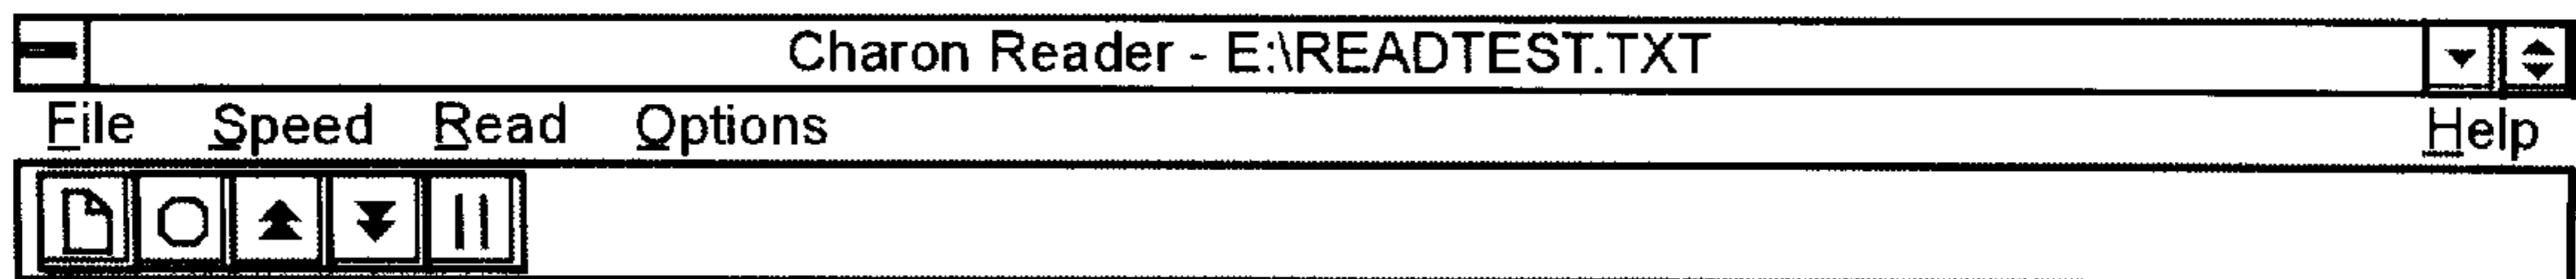 Charon Reader - E:\READTEST.TXT
File Speed Read Options Help